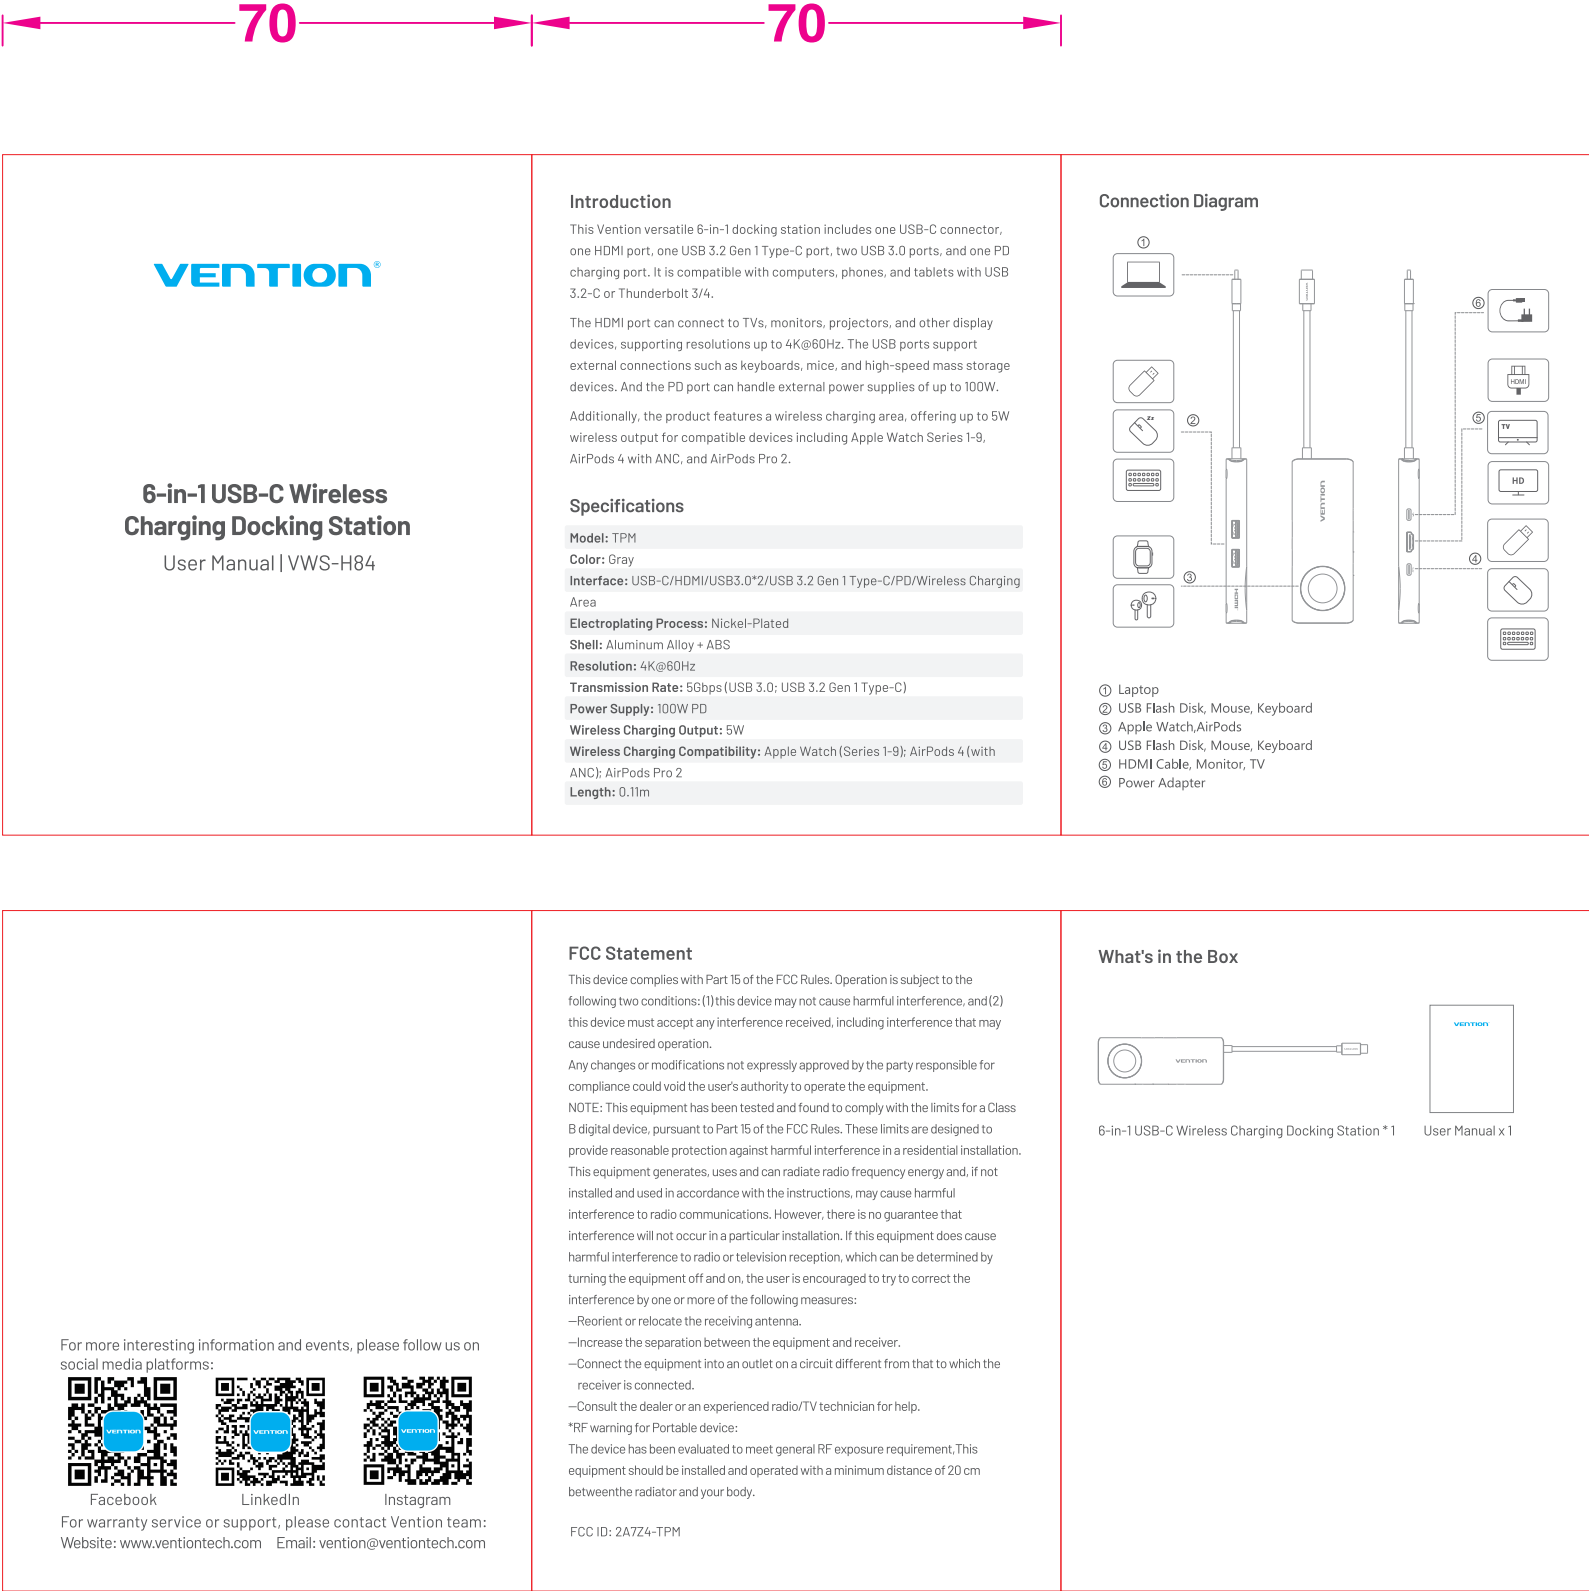 70
70
VENTION®
6-in-1 USB-C Wireless
Charging Docking Station
User Manual | VWS-H84
Introduction
This Vention versatile 6-in-1 docking station includes one USB-C connector,
one HDMI port, one USB 3.2 Gen 1 Type-C port, two USB 3.0 ports, and one PD
charging port. It is compatible with computers, phones, and tablets with USB
3.2-C or Thunderbolt 3/4.
The HDMI port can connect to TVs, monitors, projectors, and other display
devices, supporting resolutions up to 4K@60Hz. The USB ports support
external connections such as keyboards, mice, and high-speed mass storage
devices. And the PD port can handle external power supplies of up to 100W.
Additionally, the product features a wireless charging area, offering up to 5W
wireless output for compatible devices including Apple Watch Series 1-9,
AirPods 4 with ANC, and AirPods Pro 2.
Specifications
Model: TPM
Color: Gray
Interface: USB-C/HDMI/USB3.0*2/USB 3.2 Gen 1 Type-C/PD/Wireless Charging
Area
Electroplating Process: Nickel-Plated
Shell: Aluminum Alloy + ABS
Resolution: 4K@60Hz
Transmission Rate: 5Gbps (USB 3.0; USB 3.2 Gen 1 Type-C)
Power Supply: 100W PD
Wireless Charging Output: 5W
Wireless Charging Compatibility: Apple Watch (Series 1-9); AirPods 4 (with
ANC); AirPods Pro 2
Length: 0.11m
Connection Diagram
①
⑥
HDMI
②
Zz
⑤
TV
HD
VENTION
④
③
HDMI
① Laptop
② USB Flash Disk, Mouse, Keyboard
③ Apple Watch,AirPods
④ USB Flash Disk, Mouse, Keyboard
⑤ HDMI Cable, Monitor, TV
⑥ Power Adapter
For more interesting information and events, please follow us on
social media platforms:
VENTION
VENTION
VENTION
Facebook
LinkedIn
Instagram
For warranty service or support, please contact Vention team:
Website: www.ventiontech.com Email: vention@ventiontech.com
FCC Statement
This device complies with Part 15 of the FCC Rules. Operation is subject to the
following two conditions: (1) this device may not cause harmful interference, and (2)
this device must accept any interference received, including interference that may
cause undesired operation.
Any changes or modifications not expressly approved by the party responsible for
compliance could void the user's authority to operate the equipment.
NOTE: This equipment has been tested and found to comply with the limits for a Class
B digital device, pursuant to Part 15 of the FCC Rules. These limits are designed to
provide reasonable protection against harmful interference in a residential installation.
This equipment generates, uses and can radiate radio frequency energy and, if not
installed and used in accordance with the instructions, may cause harmful
interference to radio communications. However, there is no guarantee that
interference will not occur in a particular installation. If this equipment does cause
harmful interference to radio or television reception, which can be determined by
turning the equipment off and on, the user is encouraged to try to correct the
interference by one or more of the following measures:
—Reorient or relocate the receiving antenna.
—Increase the separation between the equipment and receiver.
—Connect the equipment into an outlet on a circuit different from that to which the
receiver is connected.
—Consult the dealer or an experienced radio/TV technician for help.
*RF warning for Portable device:
The device has been evaluated to meet general RF exposure requirement,This
equipment should be installed and operated with a minimum distance of 20 cm
betweenthe radiator and your body.
FCC ID: 2A7Z4-TPM
What's in the Box
VENTION
VENTION
6-in-1 USB-C Wireless Charging Docking Station * 1
User Manual x 1